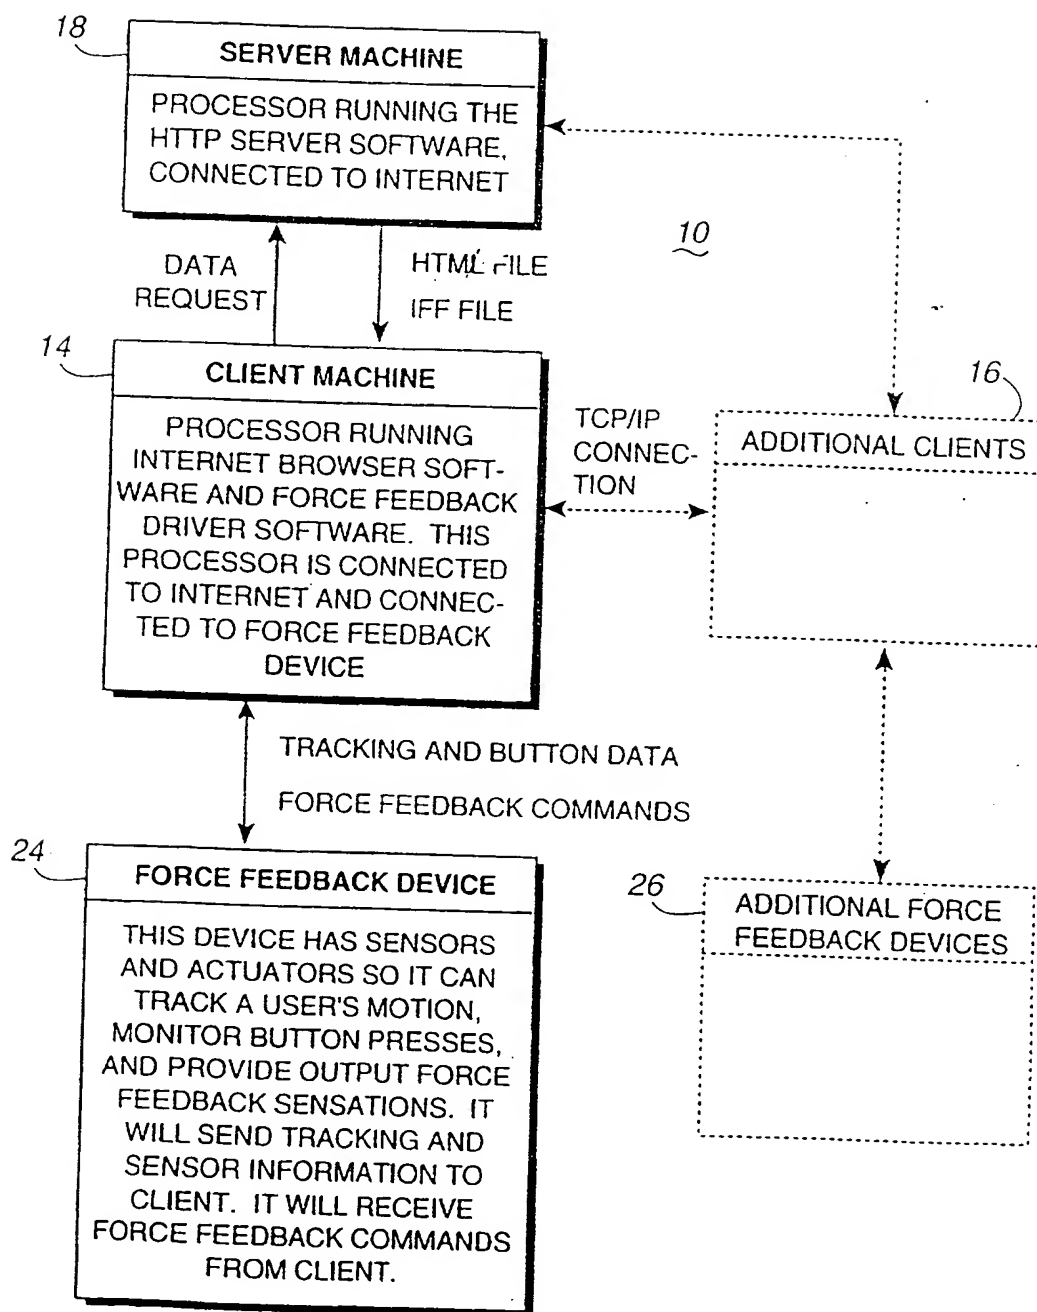 18
SERVER MACHINE
PROCESSOR RUNNING THE
HTTP SERVER SOFTWARE,
CONNECTED TO INTERNET
10
DATA
REQUEST
HTML FILE
IFF FILE
14
CLIENT MACHINE
PROCESSOR RUNNING
INTERNET BROWSER SOFT-
WARE AND FORCE FEEDBACK
DRIVER SOFTWARE. THIS
PROCESSOR IS CONNECTED
TO INTERNET AND CONNEC-
TED TO FORCE FEEDBACK
DEVICE
TCP/IP
CONNEC-
TION
16
ADDITIONAL CLIENTS
TRACKING AND BUTTON DATA
FORCE FEEDBACK COMMANDS
24
FORCE FEEDBACK DEVICE
THIS DEVICE HAS SENSORS
AND ACTUATORS SO IT CAN
TRACK A USER'S MOTION,
MONITOR BUTTON PRESSES,
AND PROVIDE OUTPUT FORCE
FEEDBACK SENSATIONS. IT
WILL SEND TRACKING AND
SENSOR INFORMATION TO
CLIENT. IT WILL RECEIVE
FORCE FEEDBACK COMMANDS
FROM CLIENT.
26
ADDITIONAL FORCE
FEEDBACK DEVICES